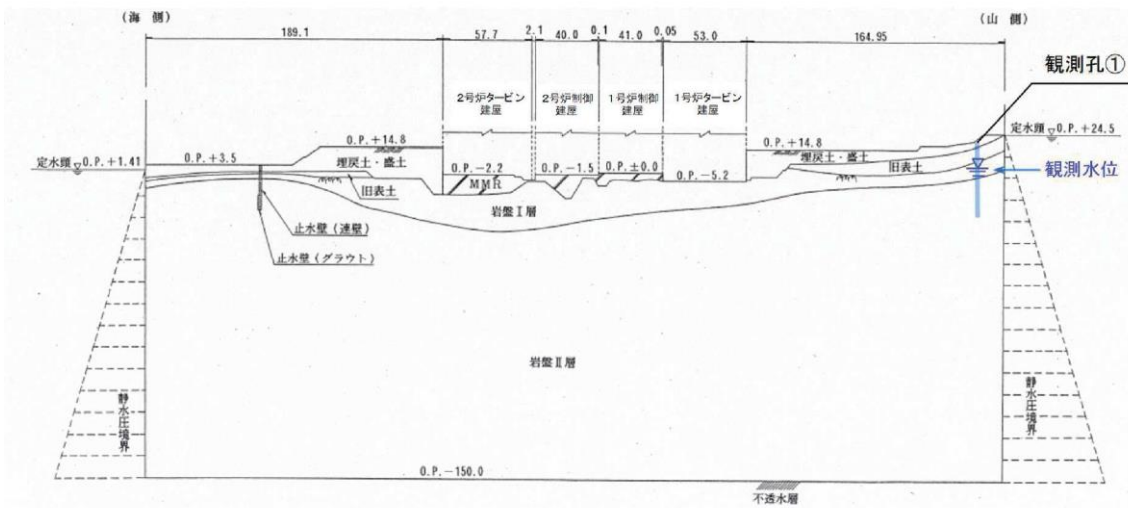 (海 側)
(山 側)
189.1
57.7
2.1
40.0
0.1
41.0
0.05
53.0
164.95
観測孔①
2号炉タービン
建屋
2号炉制御
建屋
1号炉制御
建屋
1号炉タービン
建屋
定水頭 O.P.+1.41
O.P.+3.5
O.P.+14.8
埋戻土・盛土
旧表土
O.P.-2.2
MMR
O.P.-1.5
O.P.±0.0
O.P.-5.2
O.P.+14.8
埋戻土・盛土
旧表土
定水頭 O.P.+24.5
観測水位
岩盤Ⅰ層
止水壁(連壁)
止水壁(グラウト)
岩盤Ⅱ層
静水圧境界
静水圧境界
O.P.-150.0
不透水層